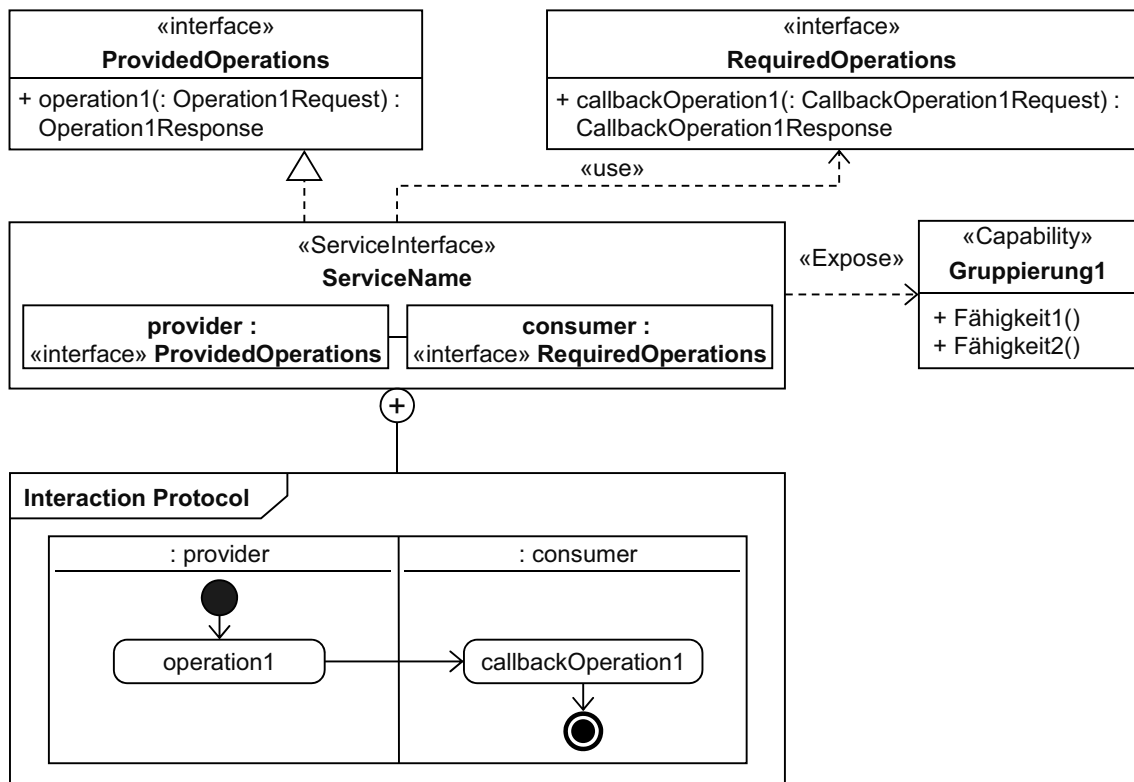 «interface»
ProvidedOperations
+ operation1(: Operation1Request) :
Operation1Response
«interface»
RequiredOperations
+ callbackOperation1(: CallbackOperation1Request) :
CallbackOperation1Response
«use»
«ServiceInterface»
ServiceName
provider :
«interface» ProvidedOperations
consumer :
«interface» RequiredOperations
«Expose»
«Capability»
Gruppierung1
+ Fähigkeit1()
+ Fähigkeit2()
Interaction Protocol
: provider
: consumer
operation1
callbackOperation1